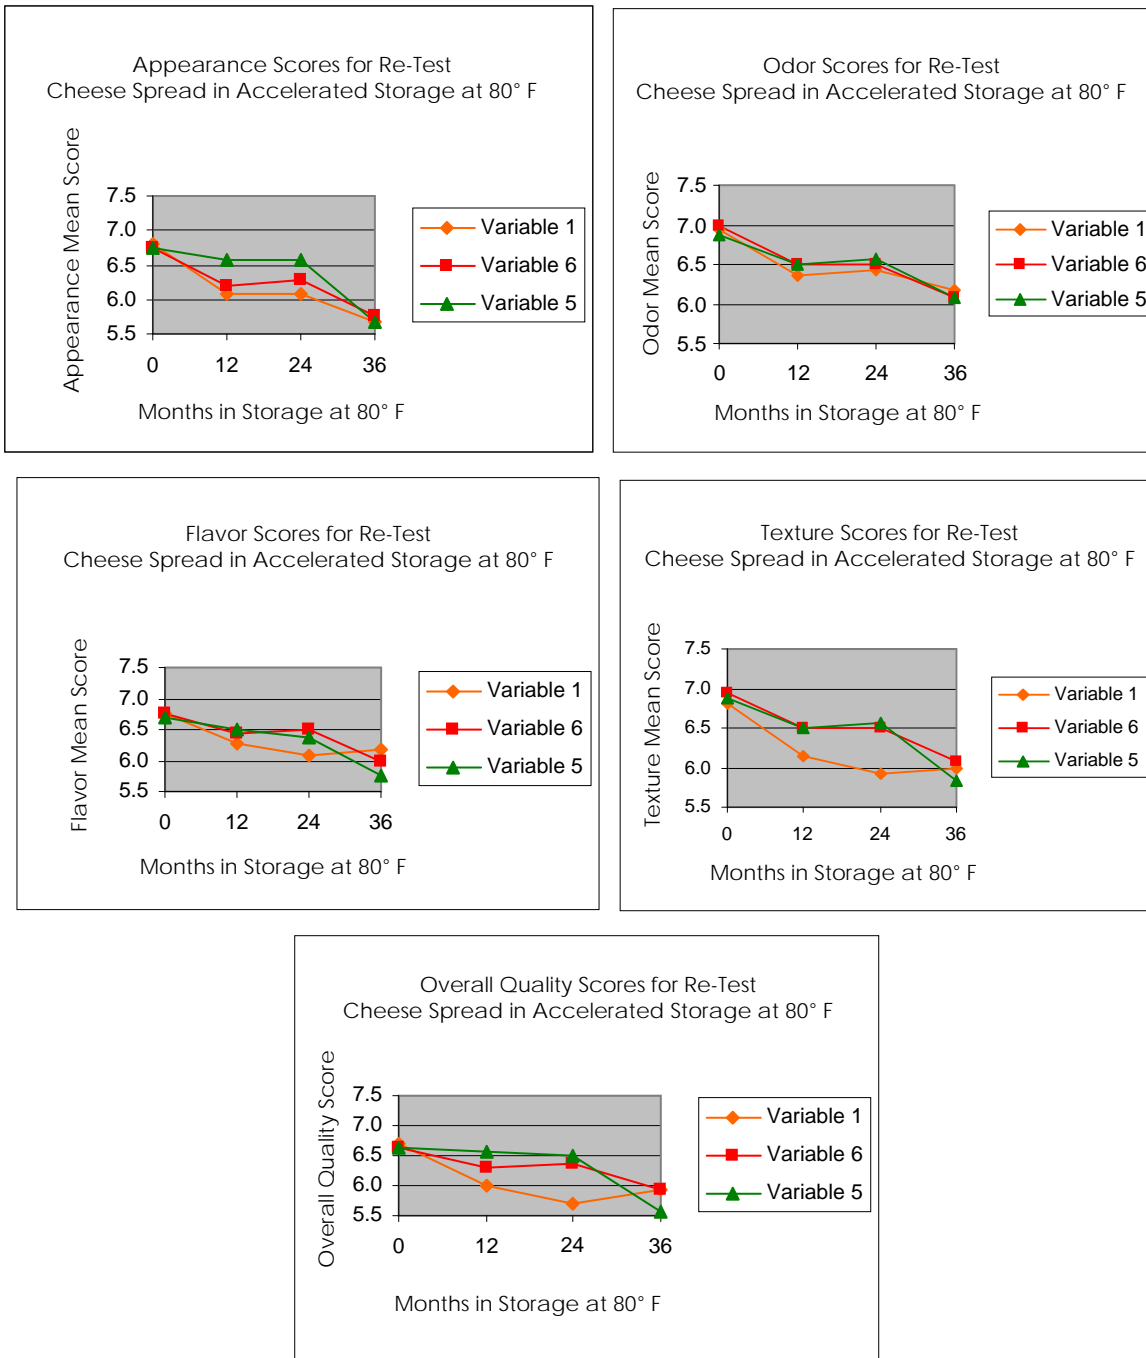 Appearance Scores for Re-Test
Cheese Spread in Accelerated Storage at 80° F
Appearance Mean Score
7.5
7.0
6.5
6.0
5.5
0 12 24 36
Months in Storage at 80° F
Variable 1
Variable 6
Variable 5
Odor Scores for Re-Test
Cheese Spread in Accelerated Storage at 80° F
Odor Mean Score
7.5
7.0
6.5
6.0
5.5
0 12 24 36
Months in Storage at 80° F
Variable 1
Variable 6
Variable 5
Flavor Scores for Re-Test
Cheese Spread in Accelerated Storage at 80° F
Flavor Mean Score
7.5
7.0
6.5
6.0
5.5
0 12 24 36
Months in Storage at 80° F
Variable 1
Variable 6
Variable 5
Texture Scores for Re-Test
Cheese Spread in Accelerated Storage at 80° F
Texture Mean Score
7.5
7.0
6.5
6.0
5.5
0 12 24 36
Months in Storage at 80° F
Variable 1
Variable 6
Variable 5
Overall Quality Scores for Re-Test
Cheese Spread in Accelerated Storage at 80° F
Overall Quality Score
7.5
7.0
6.5
6.0
5.5
0 12 24 36
Months in Storage at 80° F
Variable 1
Variable 6
Variable 5